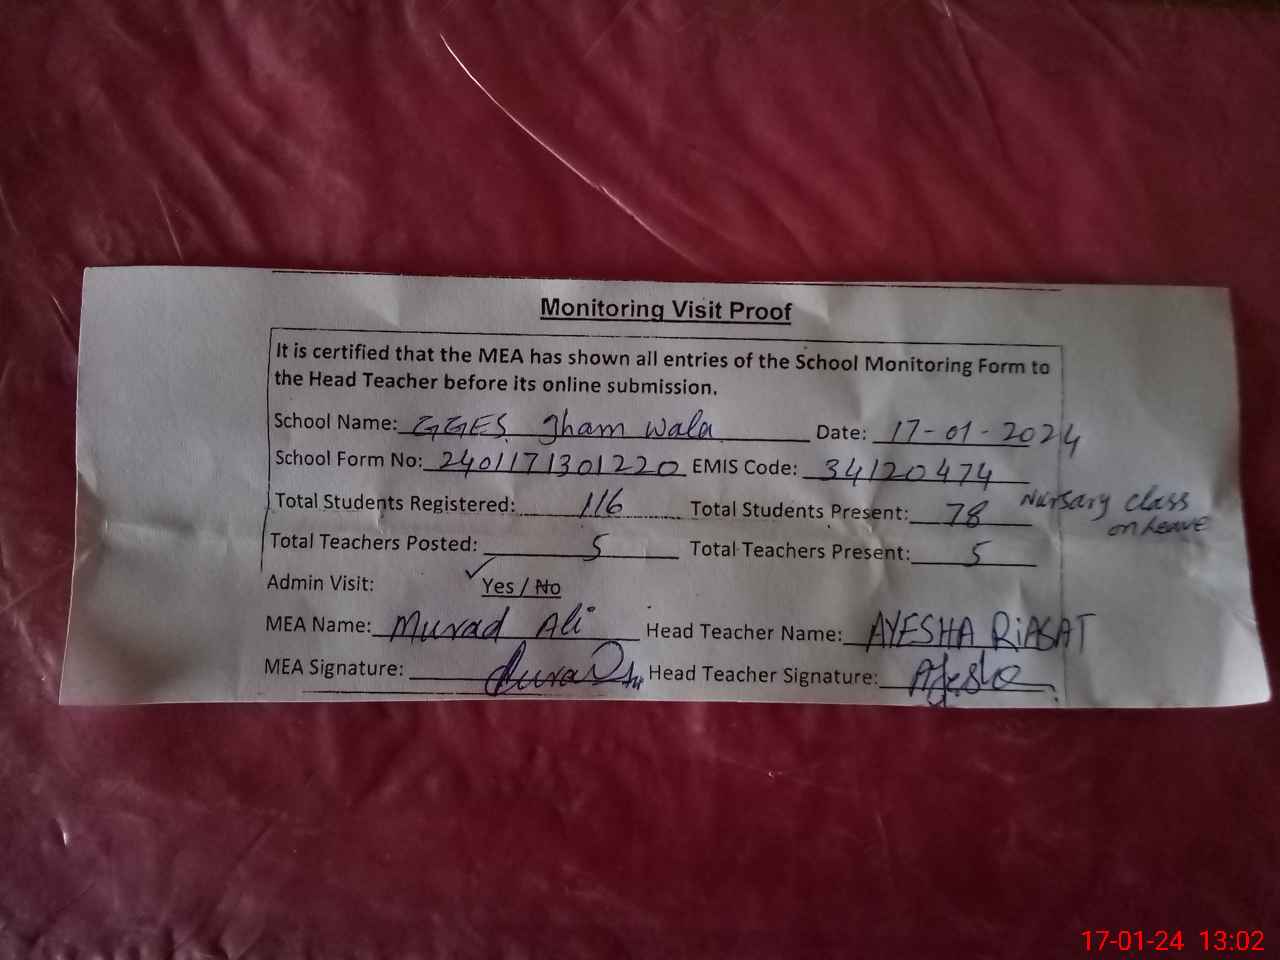 Monitoring Visit Proof
It is certified that the MEA has shown all entries of the School Monitoring Form to
the Head Teacher before its online submission.
School Name: GGES Jham wala Date: 17-01-2024
School Form No: 2401171301220 EMIS Code: 34120474
Total Students Registered: 116 Total Students Present: 78 Nursary class
on Leave
Total Teachers Posted: 5 Total Teachers Present: 5
Admin Visit: Yes / No
MEA Name: Murad Ali Head Teacher Name: AYESHA RiASAT
MEA Signature: Head Teacher Signature:
17-01-24 13:02